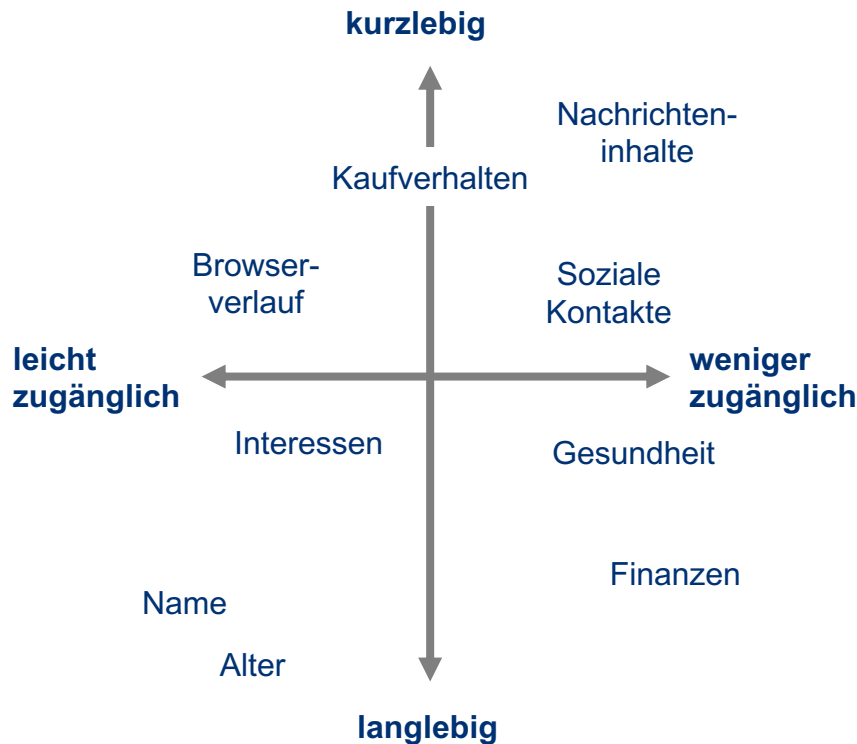 kurzlebig
Nachrichten-
inhalte
Kaufverhalten
Browser-
verlauf
Soziale
Kontakte
leicht
zugänglich
weniger
zugänglich
Interessen
Gesundheit
Finanzen
Name
Alter
langlebig